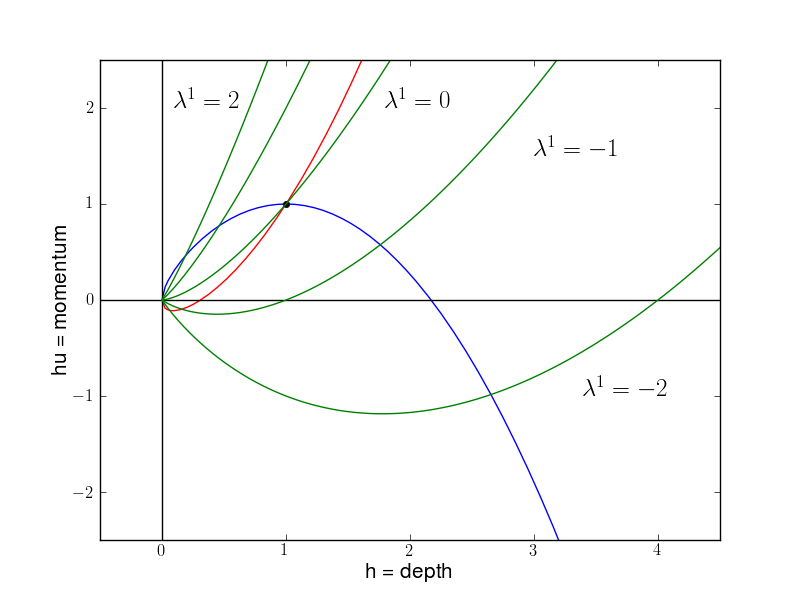 λ¹ = 2
λ¹ = 0
λ¹ = −1
λ¹ = −2
2
1
0
−1
−2
0 1 2 3 4
hu = momentum
h = depth